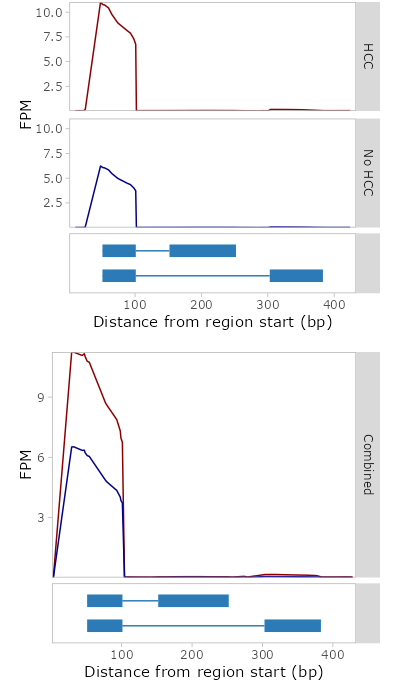 10.0
7.5
5.0
2.5
HCC
FPM
10.0
7.5
5.0
2.5
No HCC
100 200 300 400
Distance from region start (bp)
9
6
3
FPM
Combined
100 200 300 400
Distance from region start (bp)